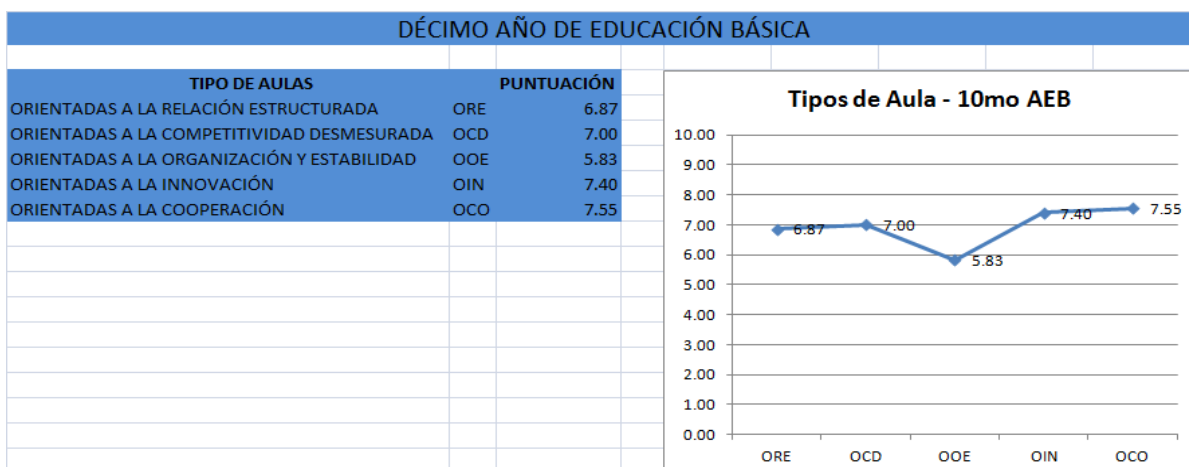 DÉCIMO AÑO DE EDUCACIÓN BÁSICA
TIPO DE AULAS PUNTUACIÓN
ORIENTADAS A LA RELACIÓN ESTRUCTURADA ORE 6.87
ORIENTADAS A LA COMPETITIVIDAD DESMESURADA OCD 7.00
ORIENTADAS A LA ORGANIZACIÓN Y ESTABILIDAD OOE 5.83
ORIENTADAS A LA INNOVACIÓN OIN 7.40
ORIENTADAS A LA COOPERACIÓN OCO 7.55
Tipos de Aula - 10mo AEB
10.00
9.00
8.00
7.00
6.00
5.00
4.00
3.00
2.00
1.00
0.00
6.87 7.00 5.83 7.40 7.55
ORE OCD OOE OIN OCO